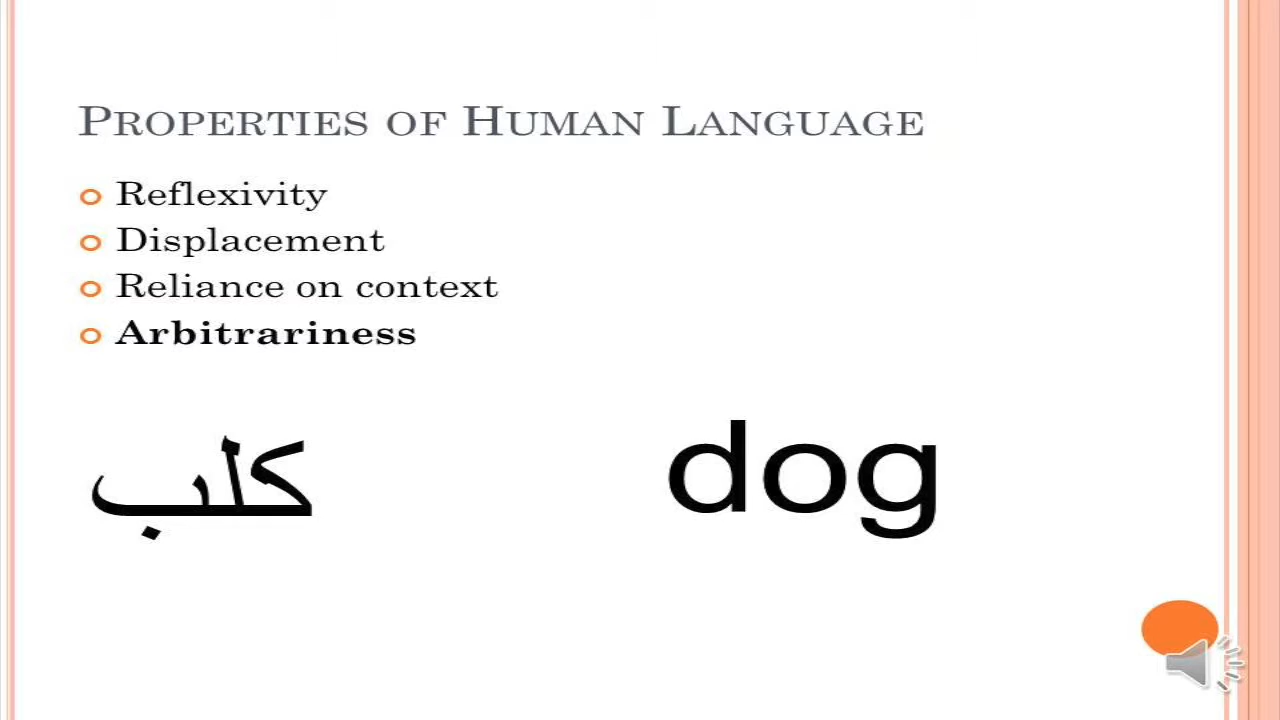 Properties of Human Language
Reflexivity
Displacement
Reliance on context
Arbitrariness
كلب
dog